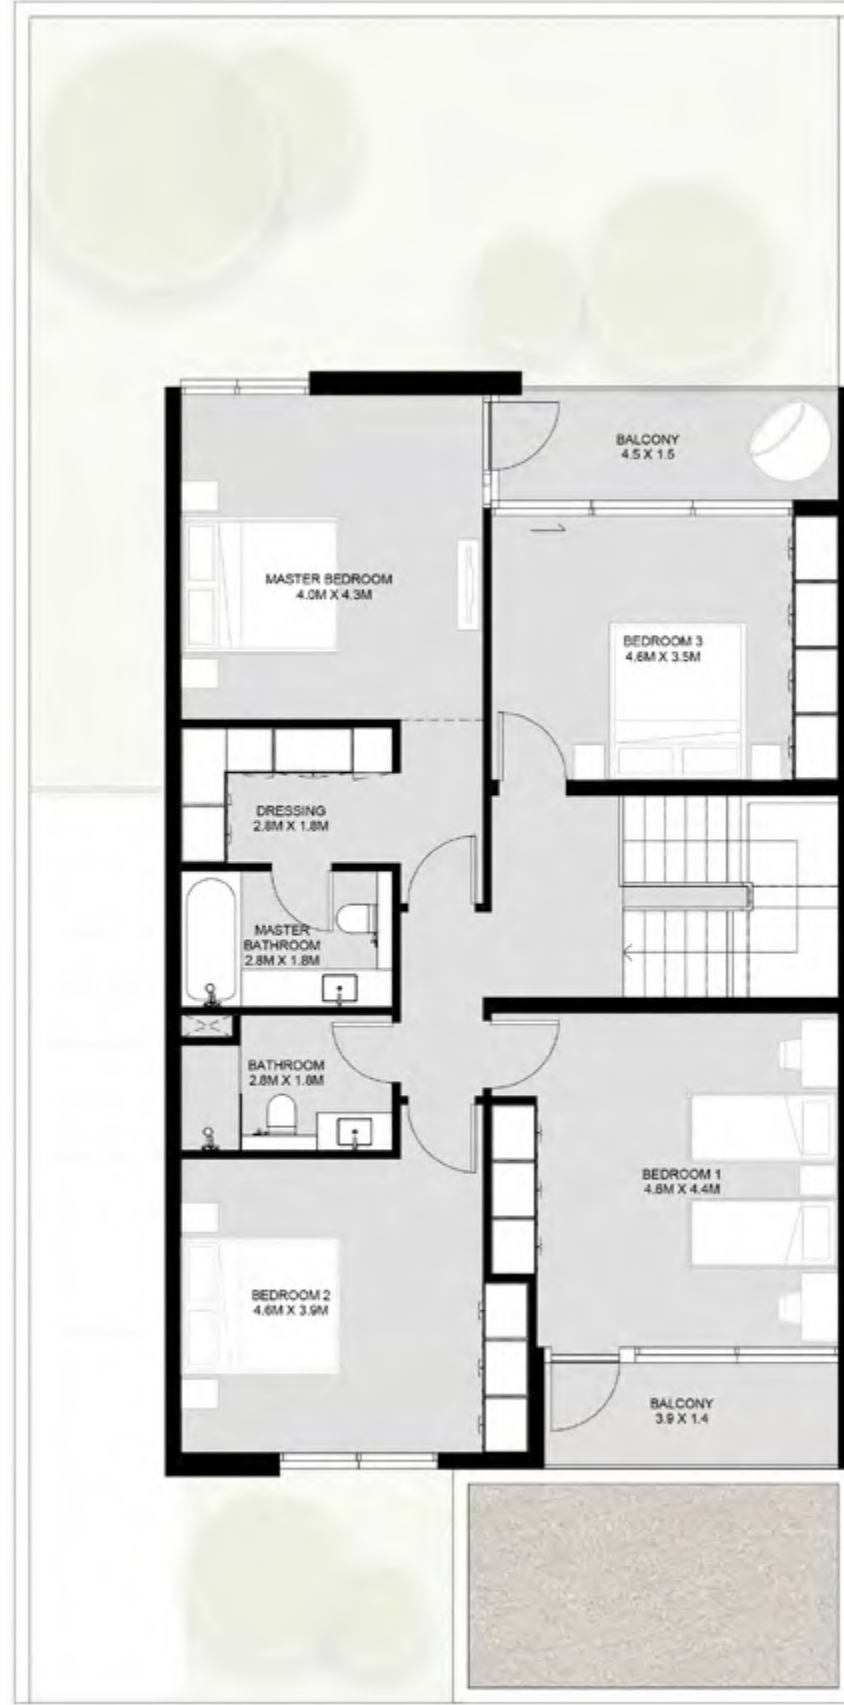 BALCONY
4.5 X 1.5
MASTER BEDROOM
4.0M X 4.3M
BEDROOM 3
4.6M X 3.5M
DRESSING
2.8M X 1.8M
MASTER
BATHROOM
2.8M X 1.8M
BATHROOM
2.8M X 1.8M
BEDROOM 1
4.6M X 4.4M
BEDROOM 2
4.6M X 3.9M
BALCONY
3.9 X 1.4